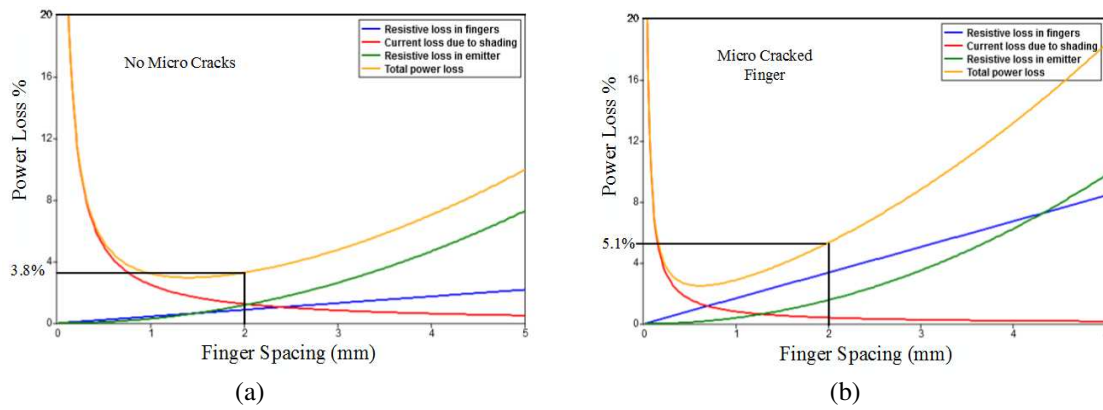 20
16
12
8
4
0
Power Loss %
No Micro Cracks
Resistive loss in fingers
Current loss due to shading
Resistive loss in emitter
Total power loss
3.8%
0 1 2 3 4 5
Finger Spacing (mm)
(a)
20
16
12
8
4
0
Power Loss %
Micro Cracked
Finger
Resistive loss in fingers
Current loss due to shading
Resistive loss in emitter
Total power loss
5.1%
0 1 2 3 4
Finger Spacing (mm)
(b)